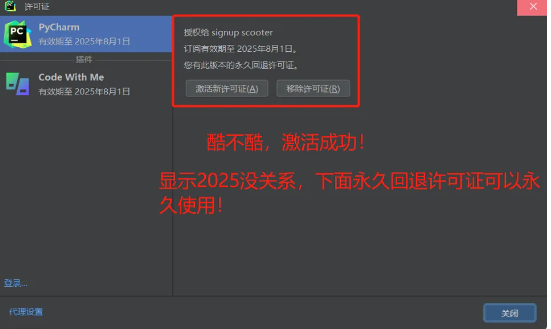 许可证
PyCharm
有效期至 2025年8月1日
插件
Code With Me
有效期至 2025年8月1日
授权给 signup scooter
订阅有效期至 2025年8月1日。
您有此版本的永久回退许可证。
激活新许可证(A) 移除许可证(R)
酷不酷，激活成功！
显示2025没关系，下面永久回退许可证可以永
久使用！
登录...
代理设置
关闭